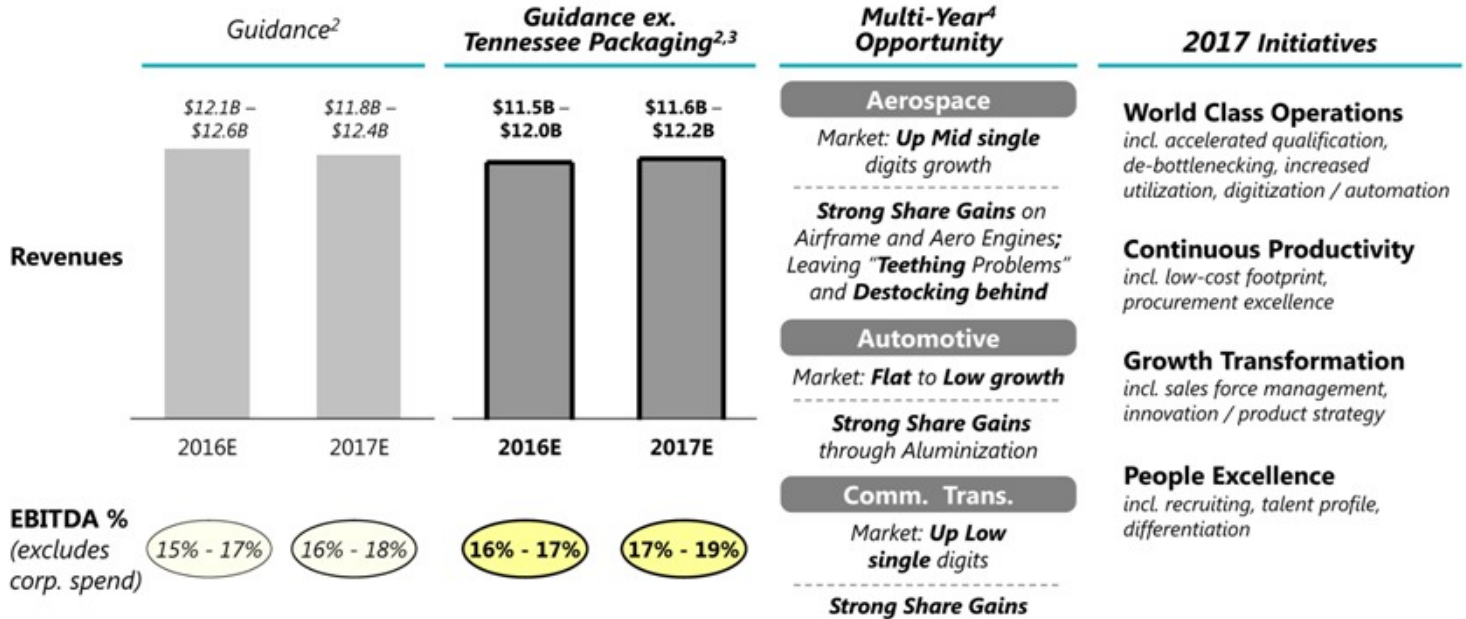 Guidance2
Guidance ex.
Tennessee Packaging2,3
Multi-Year4
Opportunity
2017 Initiatives
Revenues
$12.1B –
$12.6B
$11.8B –
$12.4B
$11.5B –
$12.0B
$11.6B –
$12.2B
2016E
2017E
2016E
2017E
EBITDA %
(excludes
corp. spend)
15% - 17%
16% - 18%
16% - 17%
17% - 19%
Aerospace
Market: Up Mid single
digits growth
Strong Share Gains on
Airframe and Aero Engines;
Leaving “Teething Problems”
and Destocking behind
Automotive
Market: Flat to Low growth
Strong Share Gains
through Aluminization
Comm. Trans.
Market: Up Low
single digits
Strong Share Gains
World Class Operations
incl. accelerated qualification,
de-bottlenecking, increased
utilization, digitization / automation
Continuous Productivity
incl. low-cost footprint,
procurement excellence
Growth Transformation
incl. sales force management,
innovation / product strategy
People Excellence
incl. recruiting, talent profile,
differentiation